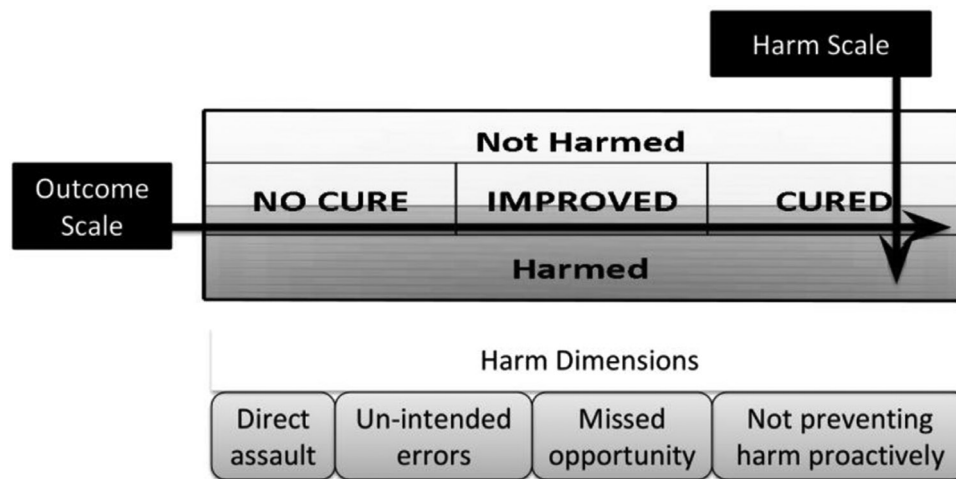 Harm Scale
Not Harmed
Outcome
Scale
NO CURE
IMPROVED
CURED
Harmed
Harm Dimensions
Direct
assault
Un-intended
errors
Missed
opportunity
Not preventing
harm proactively